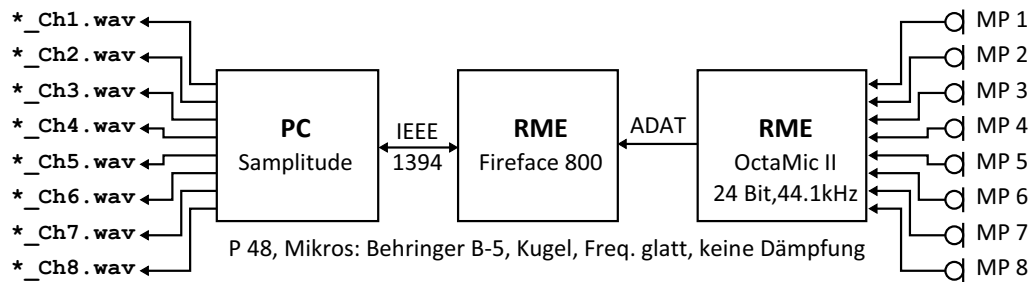 *_Ch1.wav
*_Ch2.wav
*_Ch3.wav
*_Ch4.wav
*_Ch5.wav
*_Ch6.wav
*_Ch7.wav
*_Ch8.wav
PC
Samplitude
IEEE
1394
RME
Fireface 800
ADAT
RME
OctaMic II
24 Bit,44.1kHz
MP 1
MP 2
MP 3
MP 4
MP 5
MP 6
MP 7
MP 8
P 48, Mikros: Behringer B-5, Kugel, Freq. glatt, keine Dämpfung